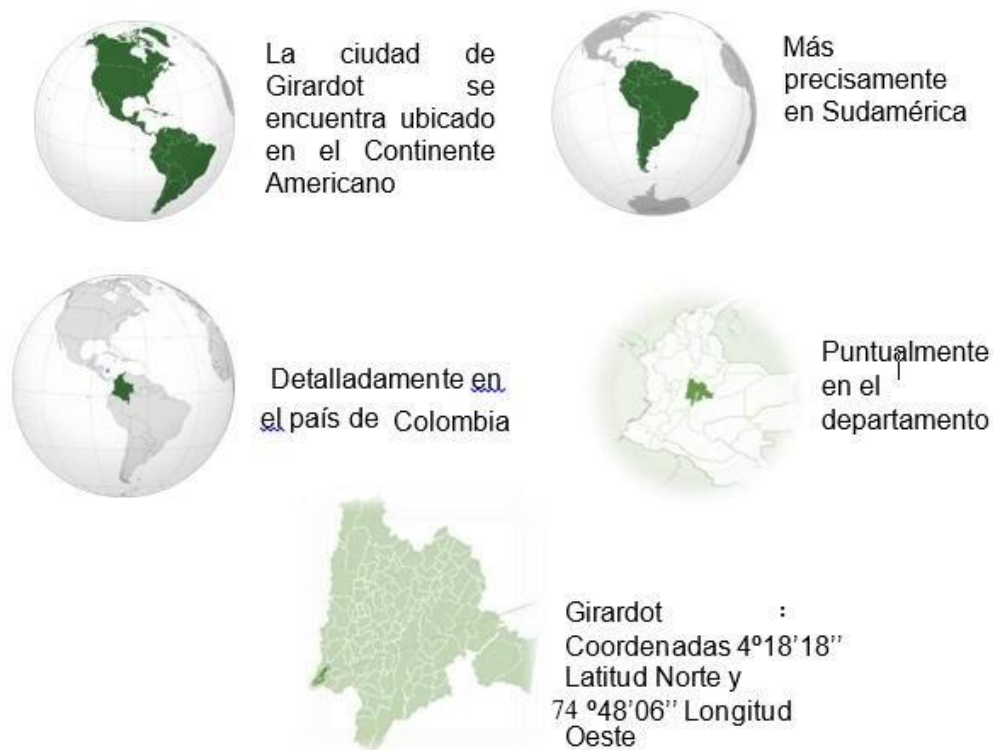 La ciudad de
Girardot se
encuentra ubicado
en el Continente
Americano
Más
precisamente
en Sudamérica
Detalladamente en
el país de Colombia
Puntualmente
en el
departamento
Girardot :
Coordenadas 4º18’18’’
Latitud Norte y
74 º48’06’’ Longitud
Oeste